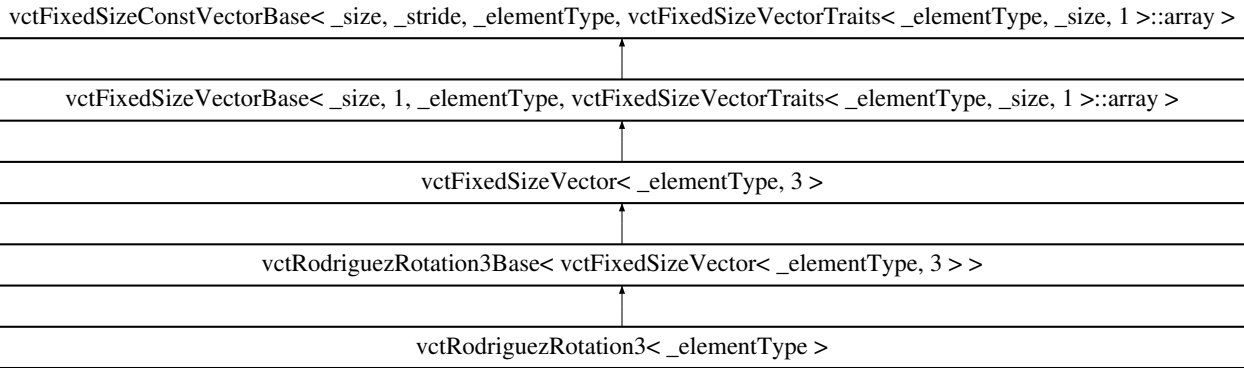 vctFixedSizeConstVectorBase< _size, _stride, _elementType, vctFixedSizeVectorTraits< _elementType, _size, 1 >::array >
vctFixedSizeVectorBase< _size, 1, _elementType, vctFixedSizeVectorTraits< _elementType, _size, 1 >::array >
vctFixedSizeVector< _elementType, 3 >
vctRodriguezRotation3Base< vctFixedSizeVector< _elementType, 3 > >
vctRodriguezRotation3< _elementType >